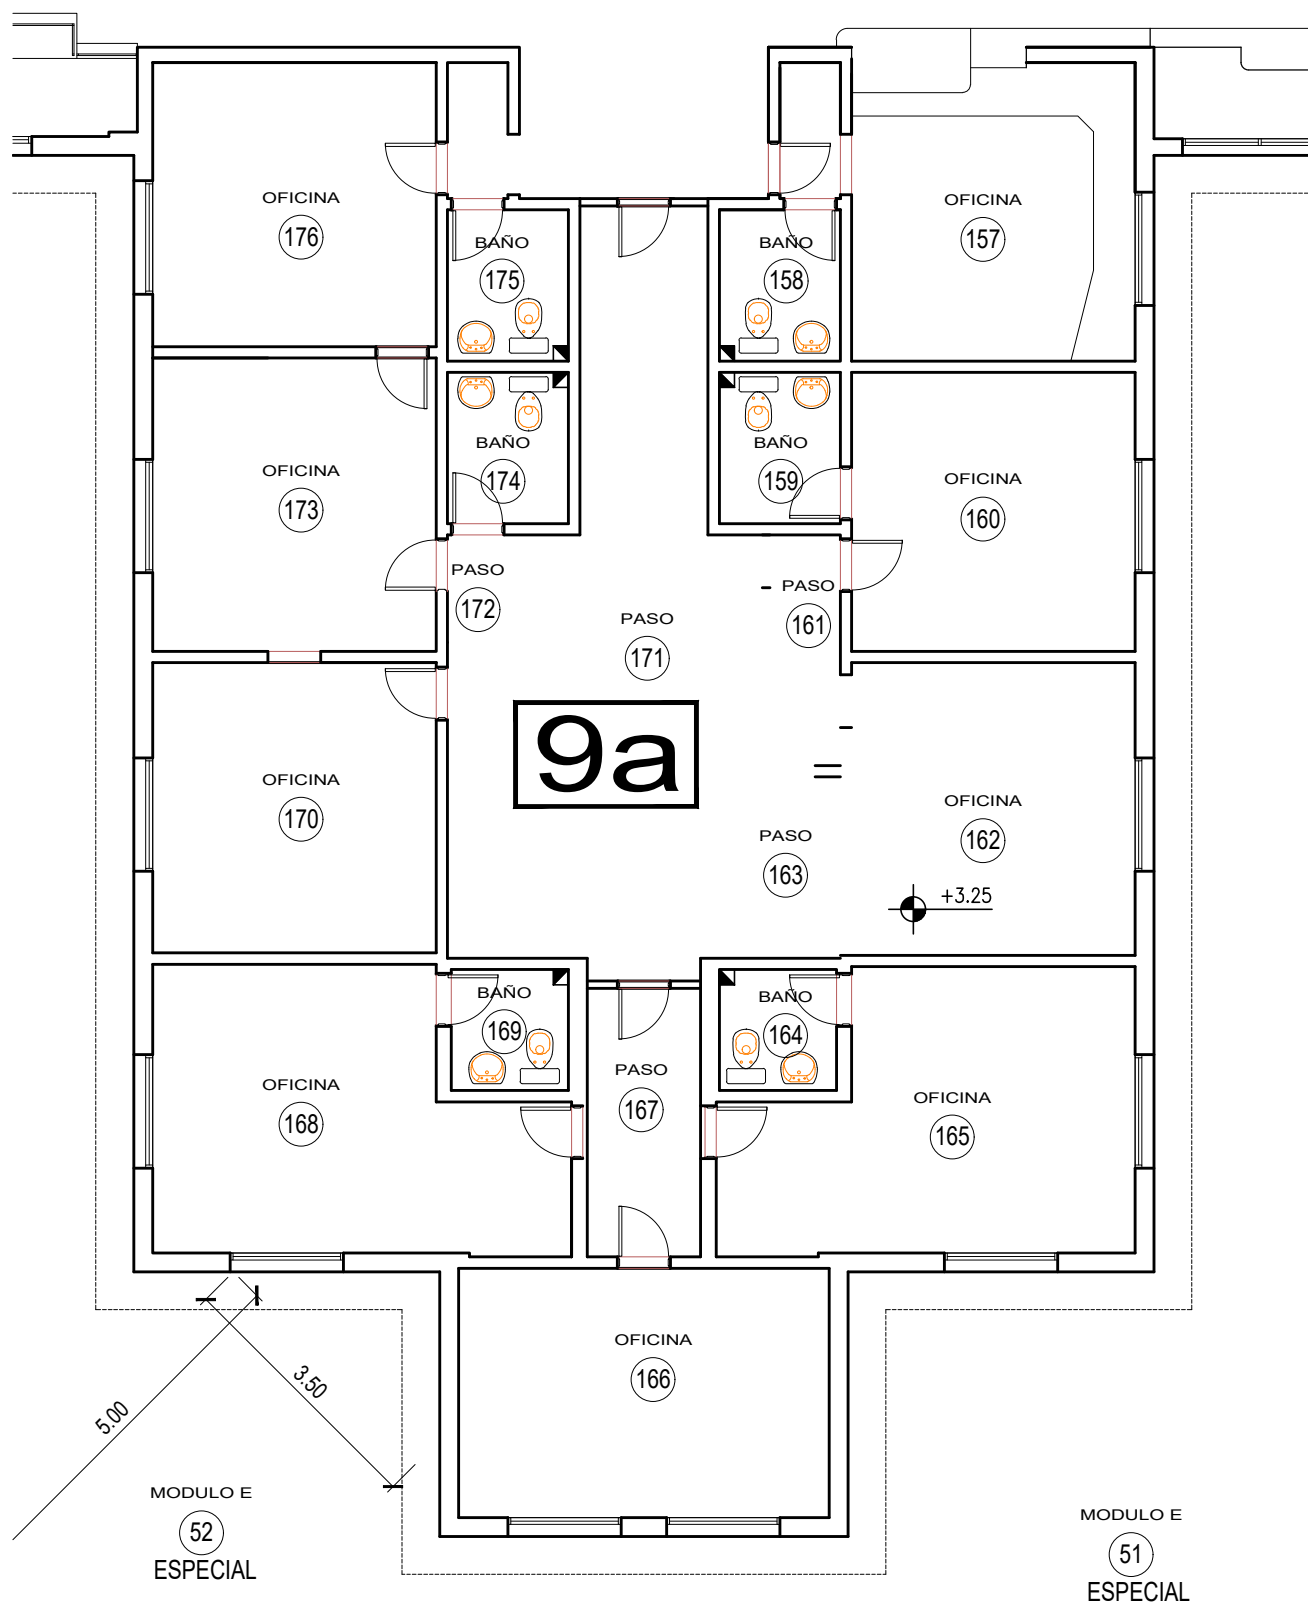 OFICINA
176
BAÑO
175
BAÑO
158
OFICINA
157
OFICINA
173
BAÑO
174
BAÑO
159
OFICINA
160
PASO
172
PASO
171
PASO
161
9a
OFICINA
170
PASO
163
OFICINA
162
+3.25
BAÑO
169
BAÑO
164
OFICINA
168
PASO
167
OFICINA
165
OFICINA
166
5.00
3.50
MODULO E
52
ESPECIAL
MODULO E
51
ESPECIAL